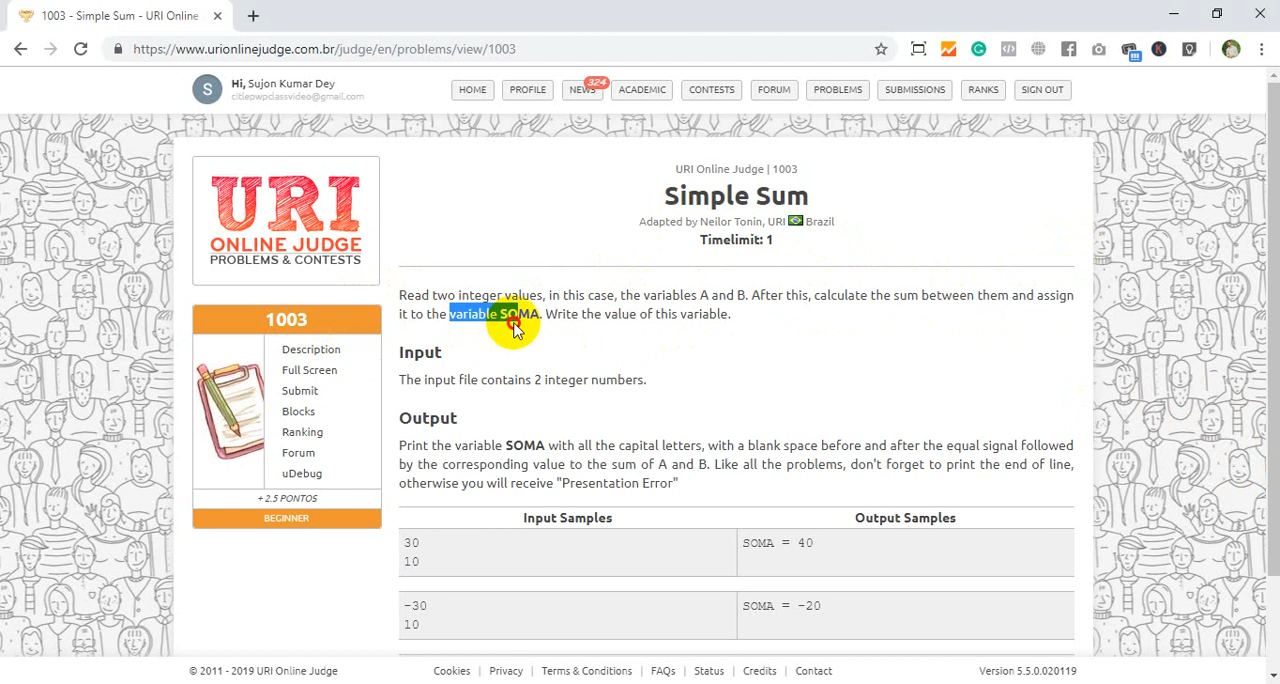 1003 - Simple Sum - URI Online
https://www.urionlinejudge.com.br/judge/en/problems/view/1003
S
Hi, Sujon Kumar Dey
citlepwpclassvideo@gmail.com
HOME
PROFILE
NEWS
324
ACADEMIC
CONTESTS
FORUM
PROBLEMS
SUBMISSIONS
RANKS
SIGN OUT
URI
ONLINE JUDGE
PROBLEMS & CONTESTS
1003
Description
Full Screen
Submit
Blocks
Ranking
Forum
uDebug
+ 2.5 PONTOS
BEGINNER
URI Online Judge | 1003
Simple Sum
Adapted by Neilor Tonin, URI Brazil
Timelimit: 1
Read two integer values, in this case, the variables A and B. After this, calculate the sum between them and assign
it to the variable SOMA. Write the value of this variable.
Input
The input file contains 2 integer numbers.
Output
Print the variable SOMA with all the capital letters, with a blank space before and after the equal signal followed
by the corresponding value to the sum of A and B. Like all the problems, don't forget to print the end of line,
otherwise you will receive "Presentation Error"
Input Samples
Output Samples
30
10
SOMA = 40
-30
10
SOMA = -20
© 2011 - 2019 URI Online Judge
Cookies | Privacy | Terms & Conditions | FAQs | Status | Credits | Contact
Version 5.5.0.020119